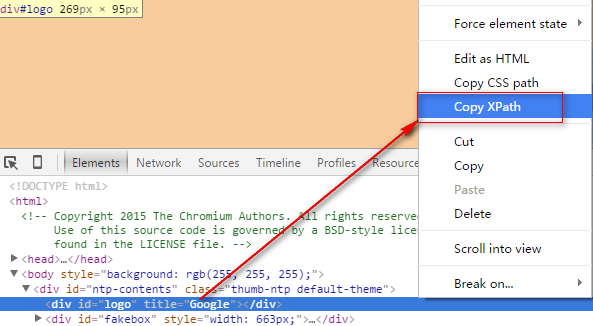 div#logo 269px × 95px
Force element state
Edit as HTML
Copy CSS path
Copy XPath
Cut
Copy
Paste
Delete
Scroll into view
Break on...
Elements Network Sources Timeline Profiles Resource
<!DOCTYPE html>
<html>
<!-- Copyright 2015 The Chromium Authors. All rights reserved
Use of this source code is governed by a BSD-style lice
found in the LICENSE file. -->
<head>…</head>
<body style="background: rgb(255, 255, 255);">
<div id="ntp-contents" class="thumb-ntp default-theme">
<div id="logo" title="Google"></div>
<div id="fakebox" style="width: 663px;">…</div>